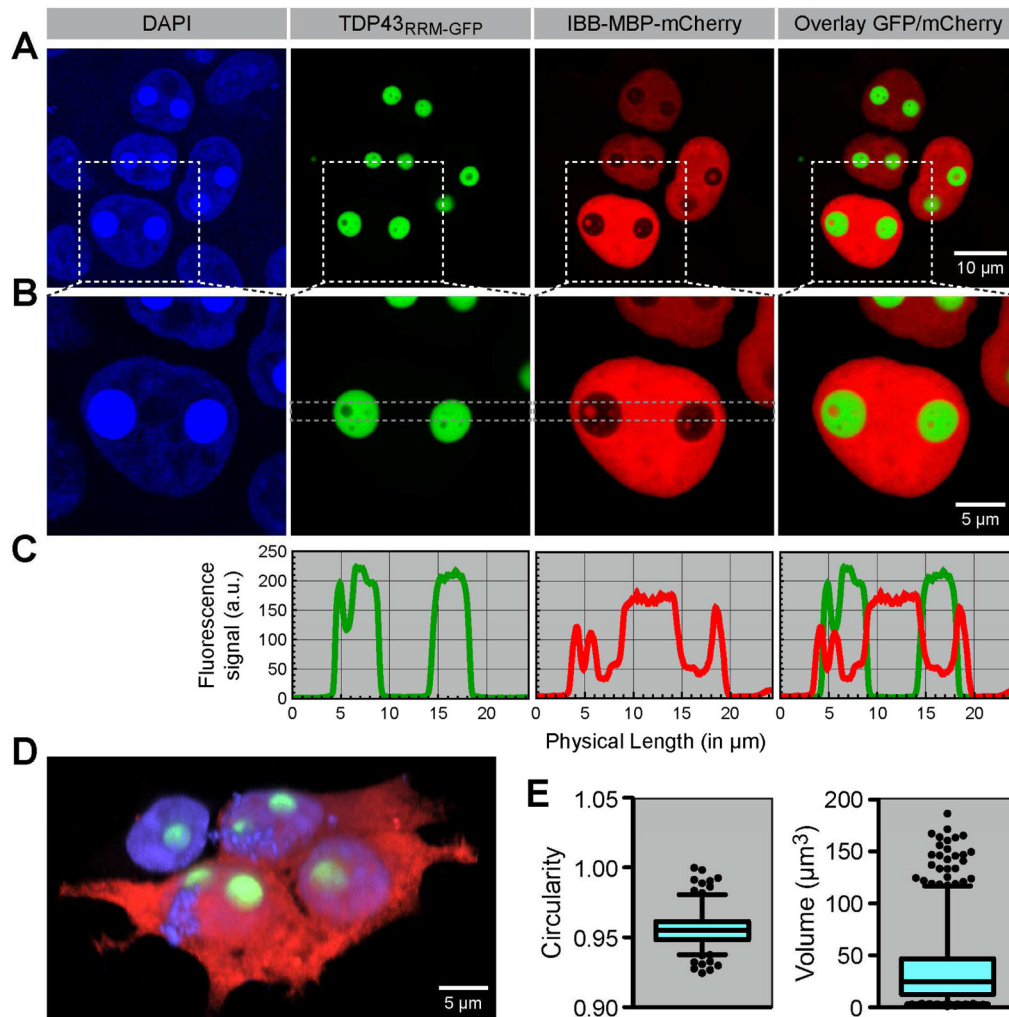 DAPI TDP43RRM-GFP IBB-MBP-mCherry Overlay GFP/mCherry
A
10 µm
B
5 µm
C
Fluorescence
signal (a.u.)
250
200
150
100
50
0
0 5 10 15 20 0 5 10 15 20 0 5 10 15 20
Physical Length (in µm)
D
5 µm
E
Circularity
1.05
1.00
0.95
0.90
Volume (µm³)
200
150
100
50
0